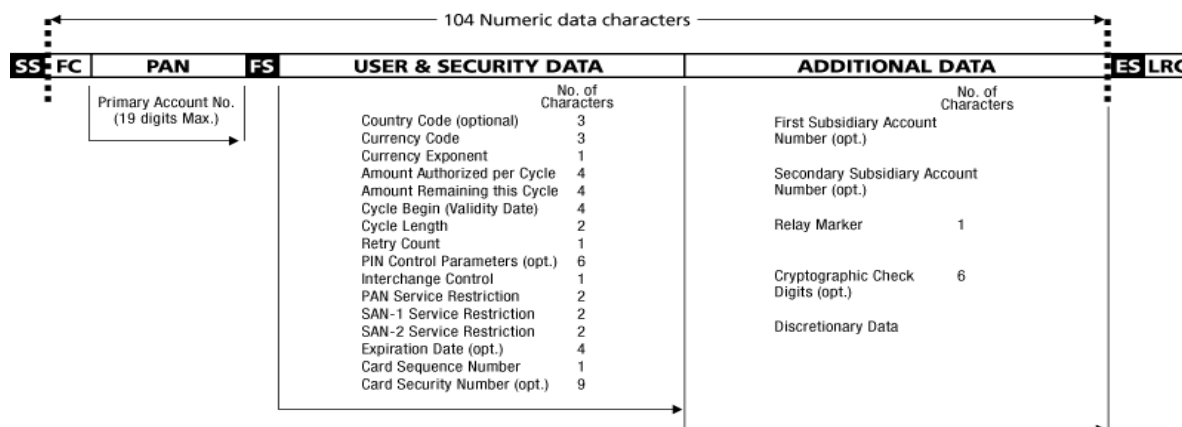 104 Numeric data characters
SS FC PAN FS USER & SECURITY DATA ADDITIONAL DATA ES LRC
Primary Account No.
(19 digits Max.)
No. of
Characters
Country Code (optional) 3
Currency Code 3
Currency Exponent 1
Amount Authorized per Cycle 4
Amount Remaining this Cycle 4
Cycle Begin (Validity Date) 4
Cycle Length 2
Retry Count 1
PIN Control Parameters (opt.) 6
Interchange Control 1
PAN Service Restriction 2
SAN-1 Service Restriction 2
SAN-2 Service Restriction 2
Expiration Date (opt.) 4
Card Sequence Number 1
Card Security Number (opt.) 9
No. of
Characters
First Subsidiary Account
Number (opt.)
Secondary Subsidiary Account
Number (opt.)
Relay Marker 1
Cryptographic Check 6
Digits (opt.)
Discretionary Data